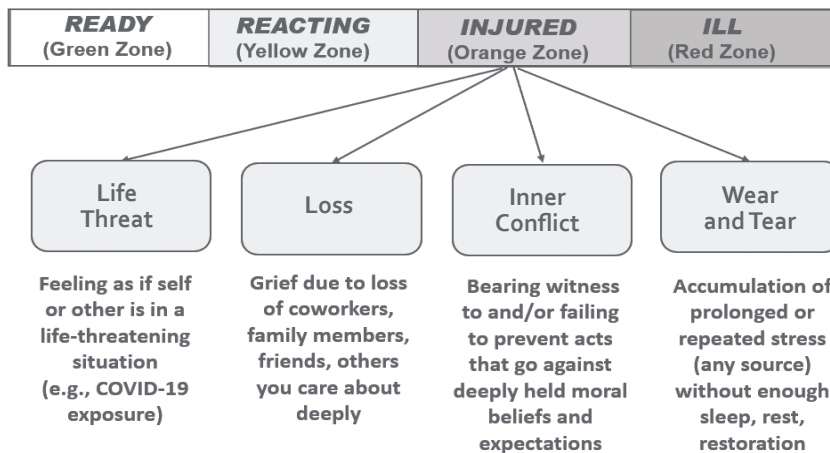 READY
(Green Zone)
REACTING
(Yellow Zone)
INJURED
(Orange Zone)
ILL
(Red Zone)
Life
Threat
Loss
Inner
Conflict
Wear
and Tear
Feeling as if self
or other is in a
life-threatening
situation
(e.g., COVID-19
exposure)
Grief due to loss
of coworkers,
family members,
friends, others
you care about
deeply
Bearing witness
to and/or failing
to prevent acts
that go against
deeply held moral
beliefs and
expectations
Accumulation of
prolonged or
repeated stress
(any source)
without enough
sleep, rest,
restoration